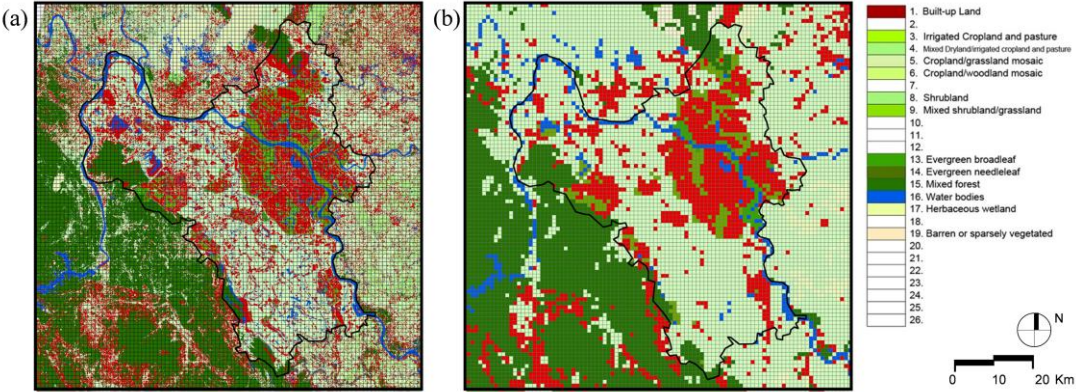 (a)
(b)
1. Built-up Land
2.
3. Irrigated Cropland and pasture
4. Mixed Dryland/irrigated cropland and pasture
5. Cropland/grassland mosaic
6. Cropland/woodland mosaic
7.
8. Shrubland
9. Mixed shrubland/grassland
10.
11.
12.
13. Evergreen broadleaf
14. Evergreen needleleaf
15. Mixed forest
16. Water bodies
17. Herbaceous wetland
18.
19. Barren or sparsely vegetated
20.
21.
22.
23.
24.
25.
26.
N
0 10 20 Km